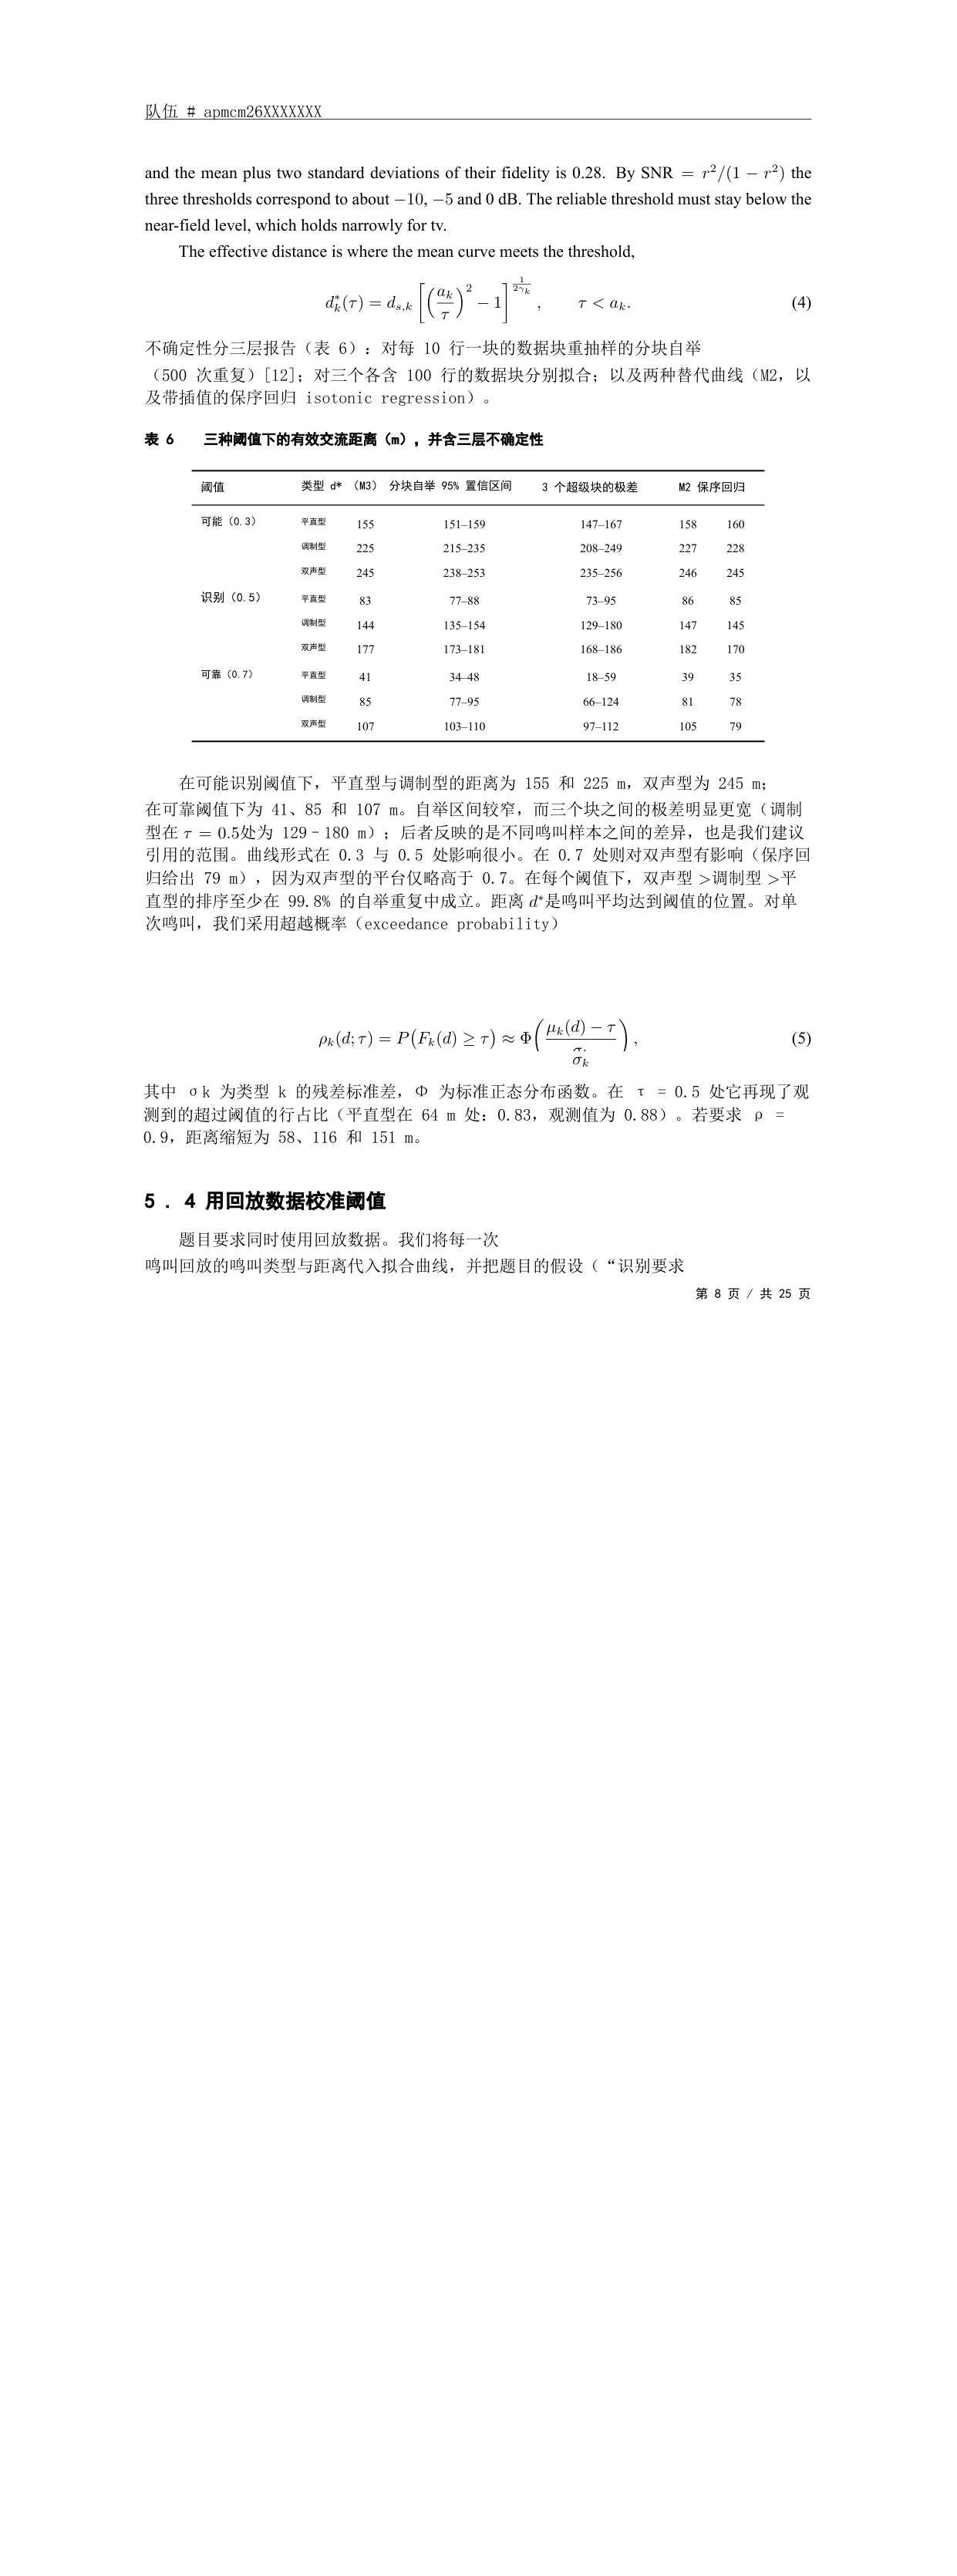 队伍 # apmcm26XXXXXXX
and the mean plus two standard deviations of their fidelity is 0.28. By SNR = r²/(1 − r²) the
three thresholds correspond to about −10, −5 and 0 dB. The reliable threshold must stay below the
near-field level, which holds narrowly for tv.
The effective distance is where the mean curve meets the threshold,
d*ₖ(τ) = dₛ,ₖ [(aₖ/τ)² − 1]^(1/(2γₖ)), τ < aₖ. (4)
不确定性分三层报告（表 6）：对每 10 行一块的数据块重抽样的分块自举
（500 次重复）[12]；对三个各含 100 行的数据块分别拟合；以及两种替代曲线（M2，以
及带插值的保序回归 isotonic regression）。
表 6 三种阈值下的有效交流距离（m），并含三层不确定性
阈值 类型 d* （M3） 分块自举 95% 置信区间 3 个超级块的极差 M2 保序回归
可能（0.3） 平直型 155 151–159 147–167 158 160
调制型 225 215–235 208–249 227 228
双声型 245 238–253 235–256 246 245
识别（0.5） 平直型 83 77–88 73–95 86 85
调制型 144 135–154 129–180 147 145
双声型 177 173–181 168–186 182 170
可靠（0.7） 平直型 41 34–48 18–59 39 35
调制型 85 77–95 66–124 81 78
双声型 107 103–110 97–112 105 79
在可能识别阈值下，平直型与调制型的距离为 155 和 225 m，双声型为 245 m；
在可靠阈值下为 41、85 和 107 m。自举区间较窄，而三个块之间的极差明显更宽（调制
型在 τ = 0.5处为 129–180 m）；后者反映的是不同鸣叫样本之间的差异，也是我们建议
引用的范围。曲线形式在 0.3 与 0.5 处影响很小。在 0.7 处则对双声型有影响（保序回
归给出 79 m），因为双声型的平台仅略高于 0.7。在每个阈值下，双声型 >调制型 >平
直型的排序至少在 99.8% 的自举重复中成立。距离 d*是鸣叫平均达到阈值的位置。对单
次鸣叫，我们采用超越概率（exceedance probability）
ρₖ(d; τ) = P(Fₖ(d) ≥ τ) ≈ Φ((μₖ(d) − τ)/σₖ), (5)
其中 σk 为类型 k 的残差标准差，Φ 为标准正态分布函数。在 τ = 0.5 处它再现了观
测到的超过阈值的行占比（平直型在 64 m 处：0.83，观测值为 0.88）。若要求 ρ =
0.9，距离缩短为 58、116 和 151 m。
5 . 4 用回放数据校准阈值
题目要求同时使用回放数据。我们将每一次
鸣叫回放的鸣叫类型与距离代入拟合曲线，并把题目的假设（“识别要求
第 8 页 / 共 25 页